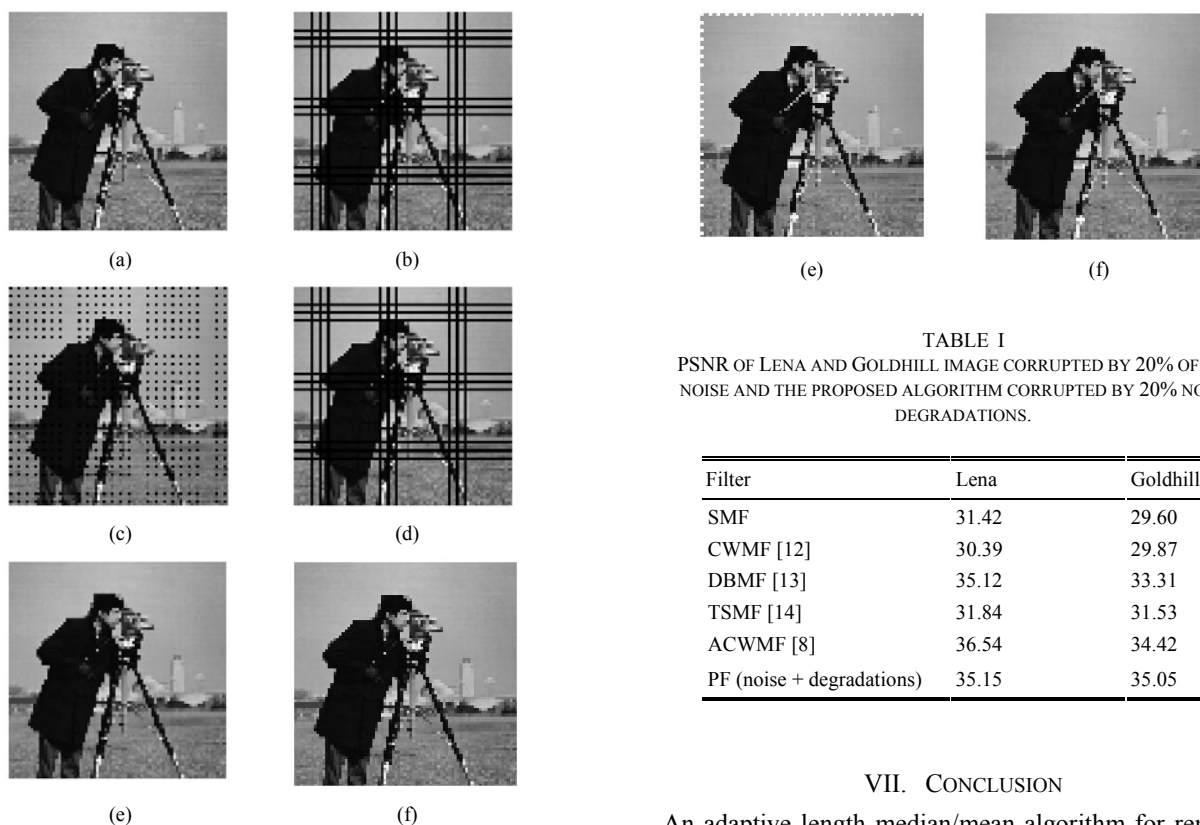 (a)
(b)
(c)
(d)
(e)
(f)
(e)
(f)
TABLE I
PSNR OF LENA AND GOLDHILL IMAGE CORRUPTED BY 20% OF
NOISE AND THE PROPOSED ALGORITHM CORRUPTED BY 20%
DEGRADATIONS.
Filter Lena Goldhill
SMF 31.42 29.60
CWMF [12] 30.39 29.87
DBMF [13] 35.12 33.31
TSMF [14] 31.84 31.53
ACWMF [8] 36.54 34.42
PF (noise + degradations) 35.15 35.05
VII. CONCLUSION
An adaptive length median/mean algorithm for